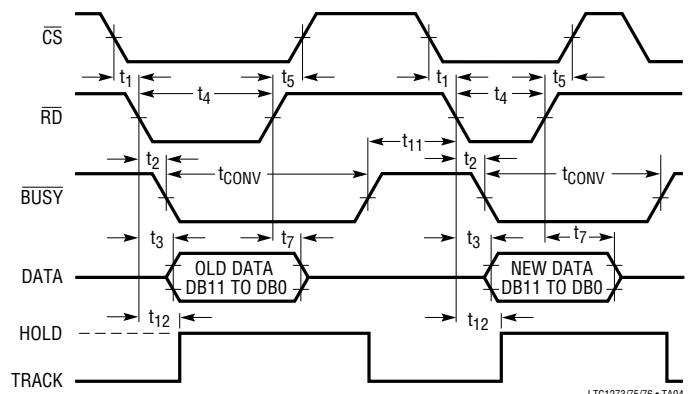 CS
t1 t4 t5 t1 t4 t5
RD
t11
t2 tCONV t2 tCONV
BUSY
t3 t7 t3 t7
DATA
OLD DATA
DB11 TO DB0
NEW DATA
DB11 TO DB0
t12 t12
HOLD
TRACK